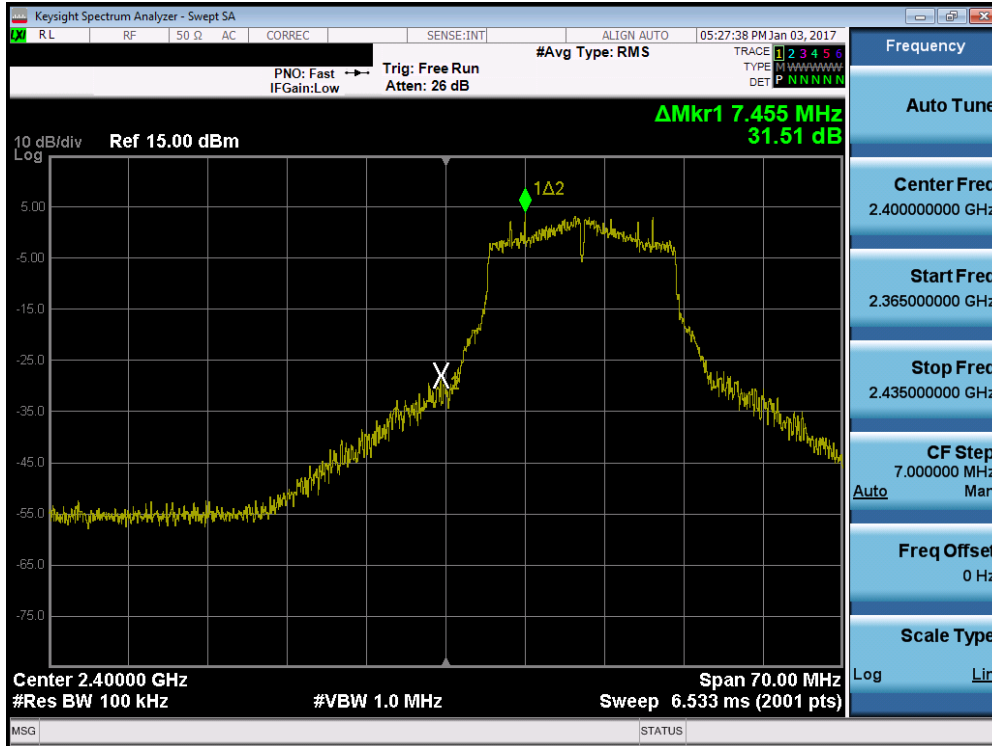 Keysight Spectrum Analyzer - Swept SA
LXI RL RF 50 Ω AC CORREC SENSE:INT ALIGN AUTO 05:27:38 PM Jan 03, 2017
#Avg Type: RMS
TRACE 1 2 3 4 5 6
TYPE M W W W W W
DET P N N N N N
PNO: Fast
IFGain:Low
Trig: Free Run
Atten: 26 dB
ΔMkr1 7.455 MHz
31.51 dB
10 dB/div Ref 15.00 dBm
Log
1Δ2
5.00
-5.00
-15.0
-25.0
-35.0
-45.0
-55.0
-65.0
-75.0
X
Center 2.40000 GHz
Span 70.00 MHz
#Res BW 100 kHz
#VBW 1.0 MHz
Sweep 6.533 ms (2001 pts)
MSG
STATUS
Frequency
Auto Tune
Center Freq
2.400000000 GHz
Start Freq
2.365000000 GHz
Stop Freq
2.435000000 GHz
CF Step
7.000000 MHz
Auto Man
Freq Offset
0 Hz
Scale Type
Log Lin